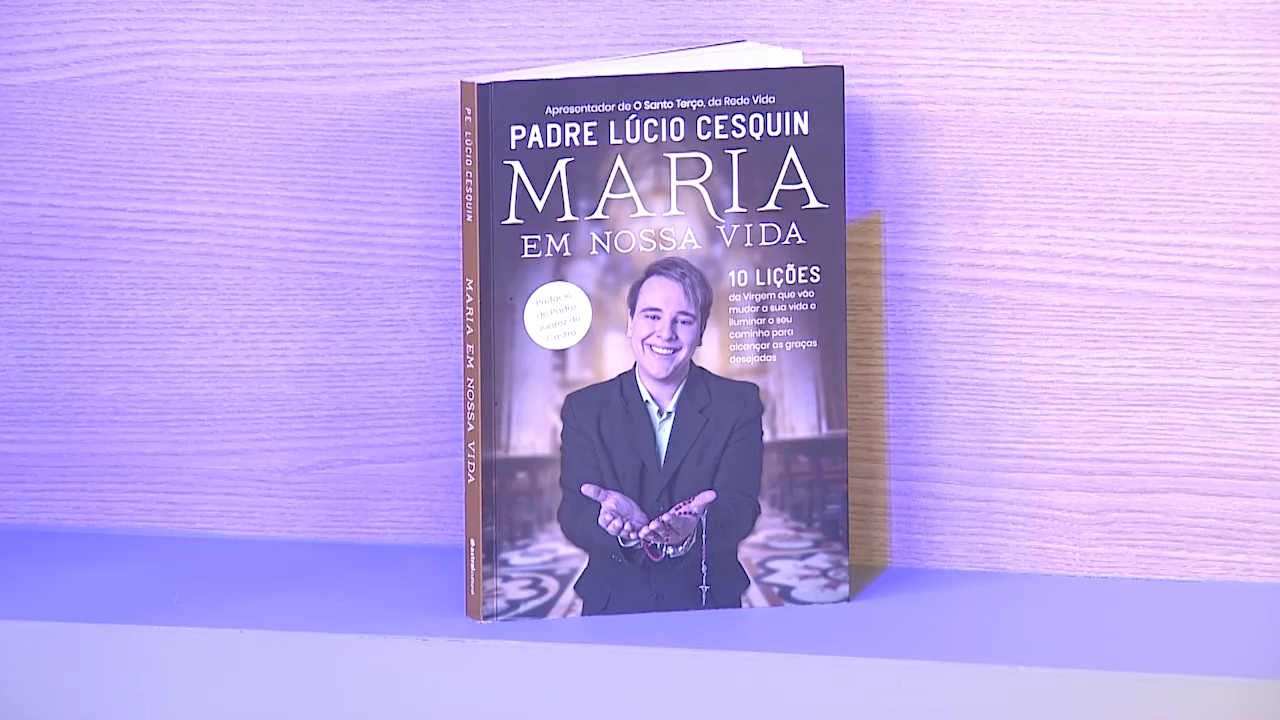 Apresentador de O Santo Terço, da Rede Vida
PADRE LÚCIO CESQUIN
MARIA
EM NOSSA VIDA
10 LIÇÕES
da Virgem que vão
mudar a sua vida e
iluminar o seu
caminho para
alcançar as graças
desejadas
Prefácio
de Padre
Juarez de
Castro
PE. LÚCIO CESQUIN
MARIA EM NOSSA VIDA